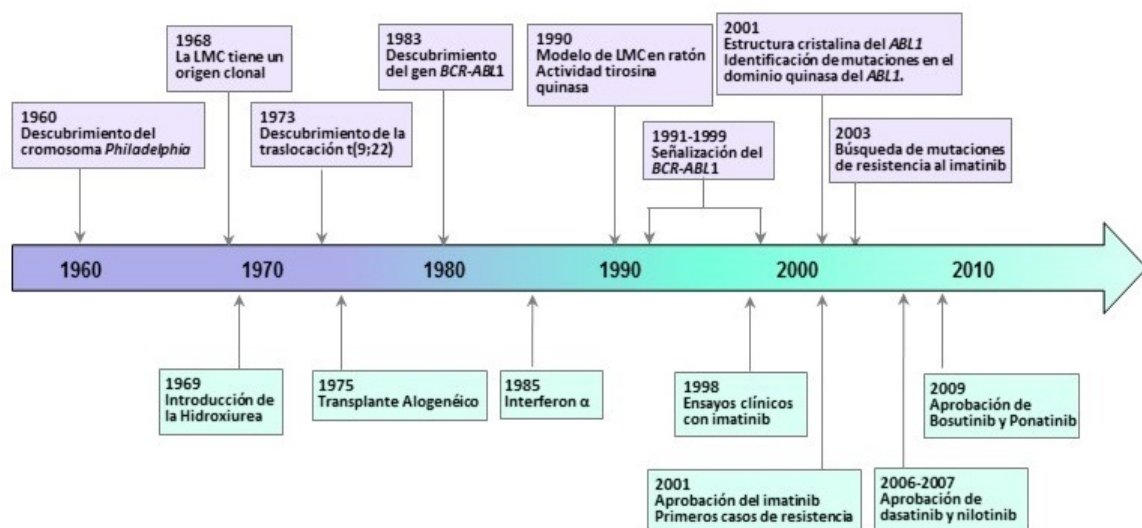 1960
Descubrimiento del
cromosoma Philadelphia
1968
La LMC tiene un
origen clonal
1973
Descubrimiento de la
traslocación t(9;22)
1983
Descubrimiento
del gen BCR-ABL1
1990
Modelo de LMC en ratón
Actividad tirosina
quinasa
1991-1999
Señalización del
BCR-ABL1
2001
Estructura cristalina del ABL1
Identificación de mutaciones en el
dominio quinasa del ABL1.
2003
Búsqueda de mutaciones
de resistencia al imatinib
1960 1970 1980 1990 2000 2010
1969
Introducción de
la Hidroxiurea
1975
Transplante Alogenéico
1985
Interferon α
1998
Ensayos clínicos
con imatinib
2001
Aprobación del imatinib
Primeros casos de resistencia
2006-2007
Aprobación de
dasatinib y nilotinib
2009
Aprobación de
Bosutinib y Ponatinib